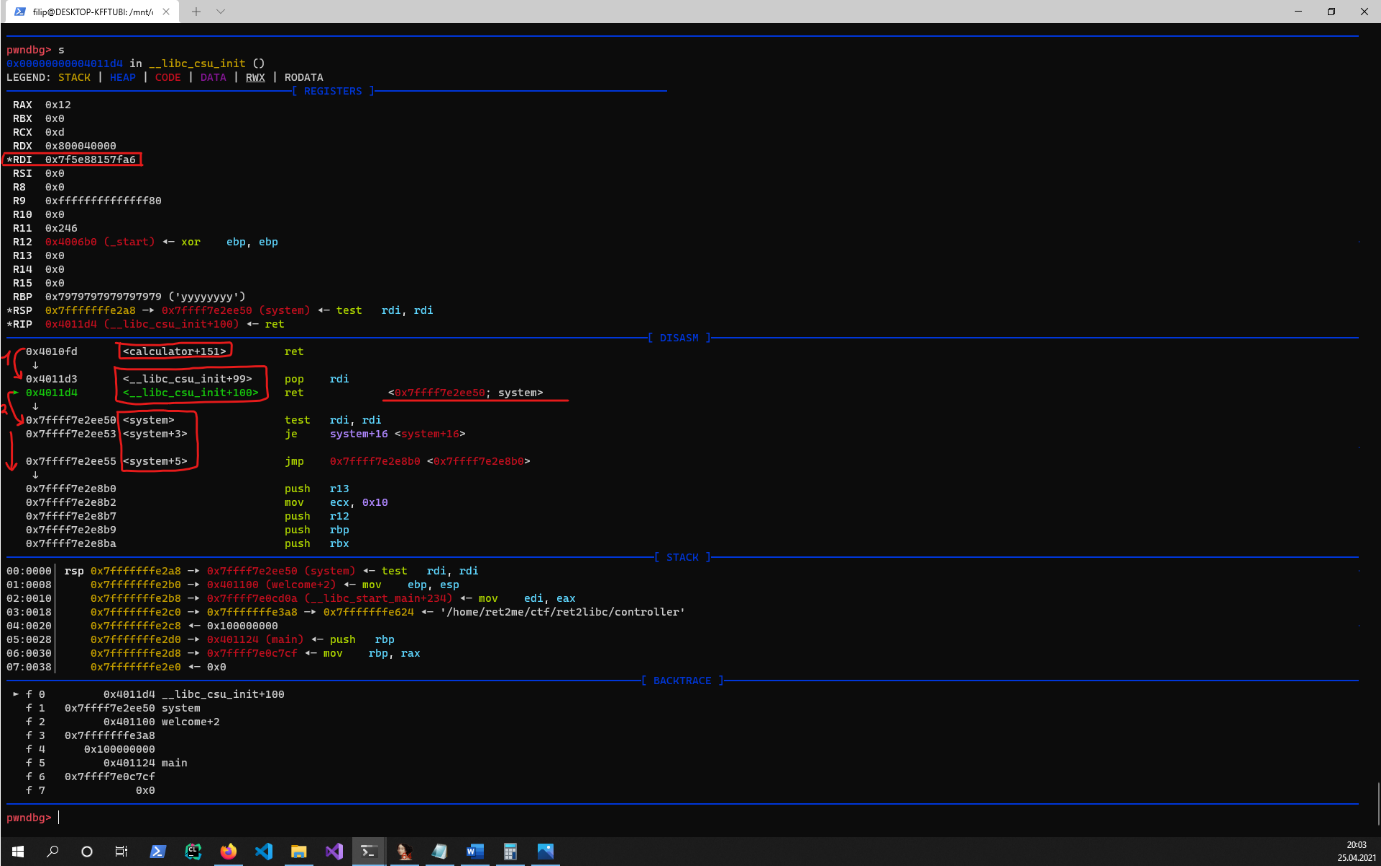 filip@DESKTOP-KFFTUBI: /mnt/
pwndbg> s
0x00000000004011d4 in __libc_csu_init ()
LEGEND: STACK | HEAP | CODE | DATA | RWX | RODATA
[ REGISTERS ]
RAX 0x12
RBX 0x0
RCX 0xd
RDX 0x800040000
*RDI 0x7f5e88157fa6
RSI 0x0
R8 0x0
R9 0xffffffffffffff80
R10 0x0
R11 0x246
R12 0x4006b0 (_start) ◂— xor ebp, ebp
R13 0x0
R14 0x0
R15 0x0
RBP 0x7979797979797979 ('yyyyyyyy')
*RSP 0x7fffffffe2a8 —▸ 0x7ffff7e2ee50 (system) ◂— test rdi, rdi
*RIP 0x4011d4 (__libc_csu_init+100) ◂— ret
[ DISASM ]
1 0x4010fd <calculator+151> ret
↓
0x4011d3 <__libc_csu_init+99> pop rdi
► 0x4011d4 <__libc_csu_init+100> ret <0x7ffff7e2ee50; system>
2 ↓
0x7ffff7e2ee50 <system> test rdi, rdi
0x7ffff7e2ee53 <system+3> je system+16 <system+16>
0x7ffff7e2ee55 <system+5> jmp 0x7ffff7e2e8b0 <0x7ffff7e2e8b0>
↓
0x7ffff7e2e8b0 push r13
0x7ffff7e2e8b2 mov ecx, 0x10
0x7ffff7e2e8b7 push r12
0x7ffff7e2e8b9 push rbp
0x7ffff7e2e8ba push rbx
[ STACK ]
00:0000│ rsp 0x7fffffffe2a8 —▸ 0x7ffff7e2ee50 (system) ◂— test rdi, rdi
01:0008│ 0x7fffffffe2b0 —▸ 0x401100 (welcome+2) ◂— mov ebp, esp
02:0010│ 0x7fffffffe2b8 —▸ 0x7ffff7e0cd0a (__libc_start_main+234) ◂— mov edi, eax
03:0018│ 0x7fffffffe2c0 —▸ 0x7fffffffe3a8 —▸ 0x7fffffffe624 ◂— '/home/ret2me/ctf/ret2libc/controller'
04:0020│ 0x7fffffffe2c8 ◂— 0x100000000
05:0028│ 0x7fffffffe2d0 —▸ 0x401124 (main) ◂— push rbp
06:0030│ 0x7fffffffe2d8 —▸ 0x7ffff7e0c7cf ◂— mov rbp, rax
07:0038│ 0x7fffffffe2e0 ◂— 0x0
[ BACKTRACE ]
► f 0 0x4011d4 __libc_csu_init+100
f 1 0x7ffff7e2ee50 system
f 2 0x401100 welcome+2
f 3 0x7fffffffe3a8
f 4 0x100000000
f 5 0x401124 main
f 6 0x7ffff7e0c7cf
f 7 0x0
pwndbg>
20:03
25.04.2021